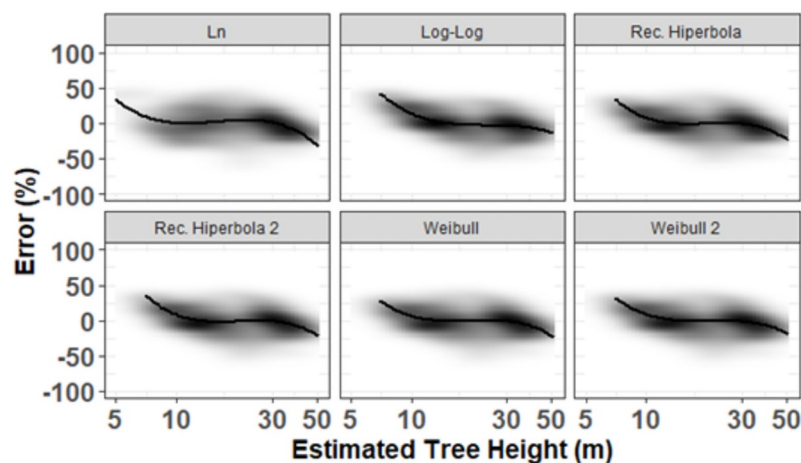 Ln Log-Log Rec. Hiperbola
100
50
0
-50
-100
Rec. Hiperbola 2 Weibull Weibull 2
100
50
0
-50
-100
5 10 30 50 5 10 30 50 5 10 30 50
Error (%)
Estimated Tree Height (m)